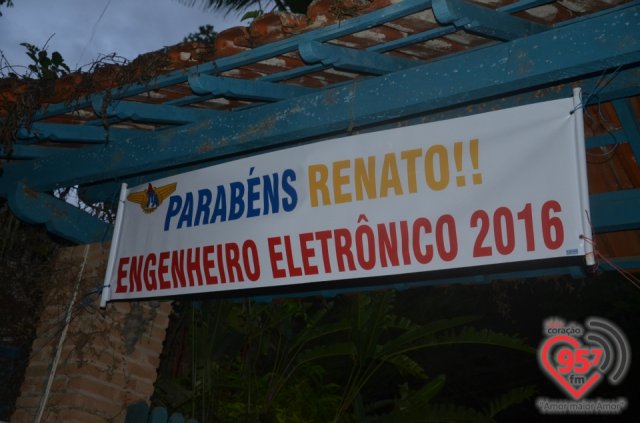 PARABÉNS RENATO!!
ENGENHEIRO ELETRÔNICO 2016
coração
957
fm
"Amor maior Amor"